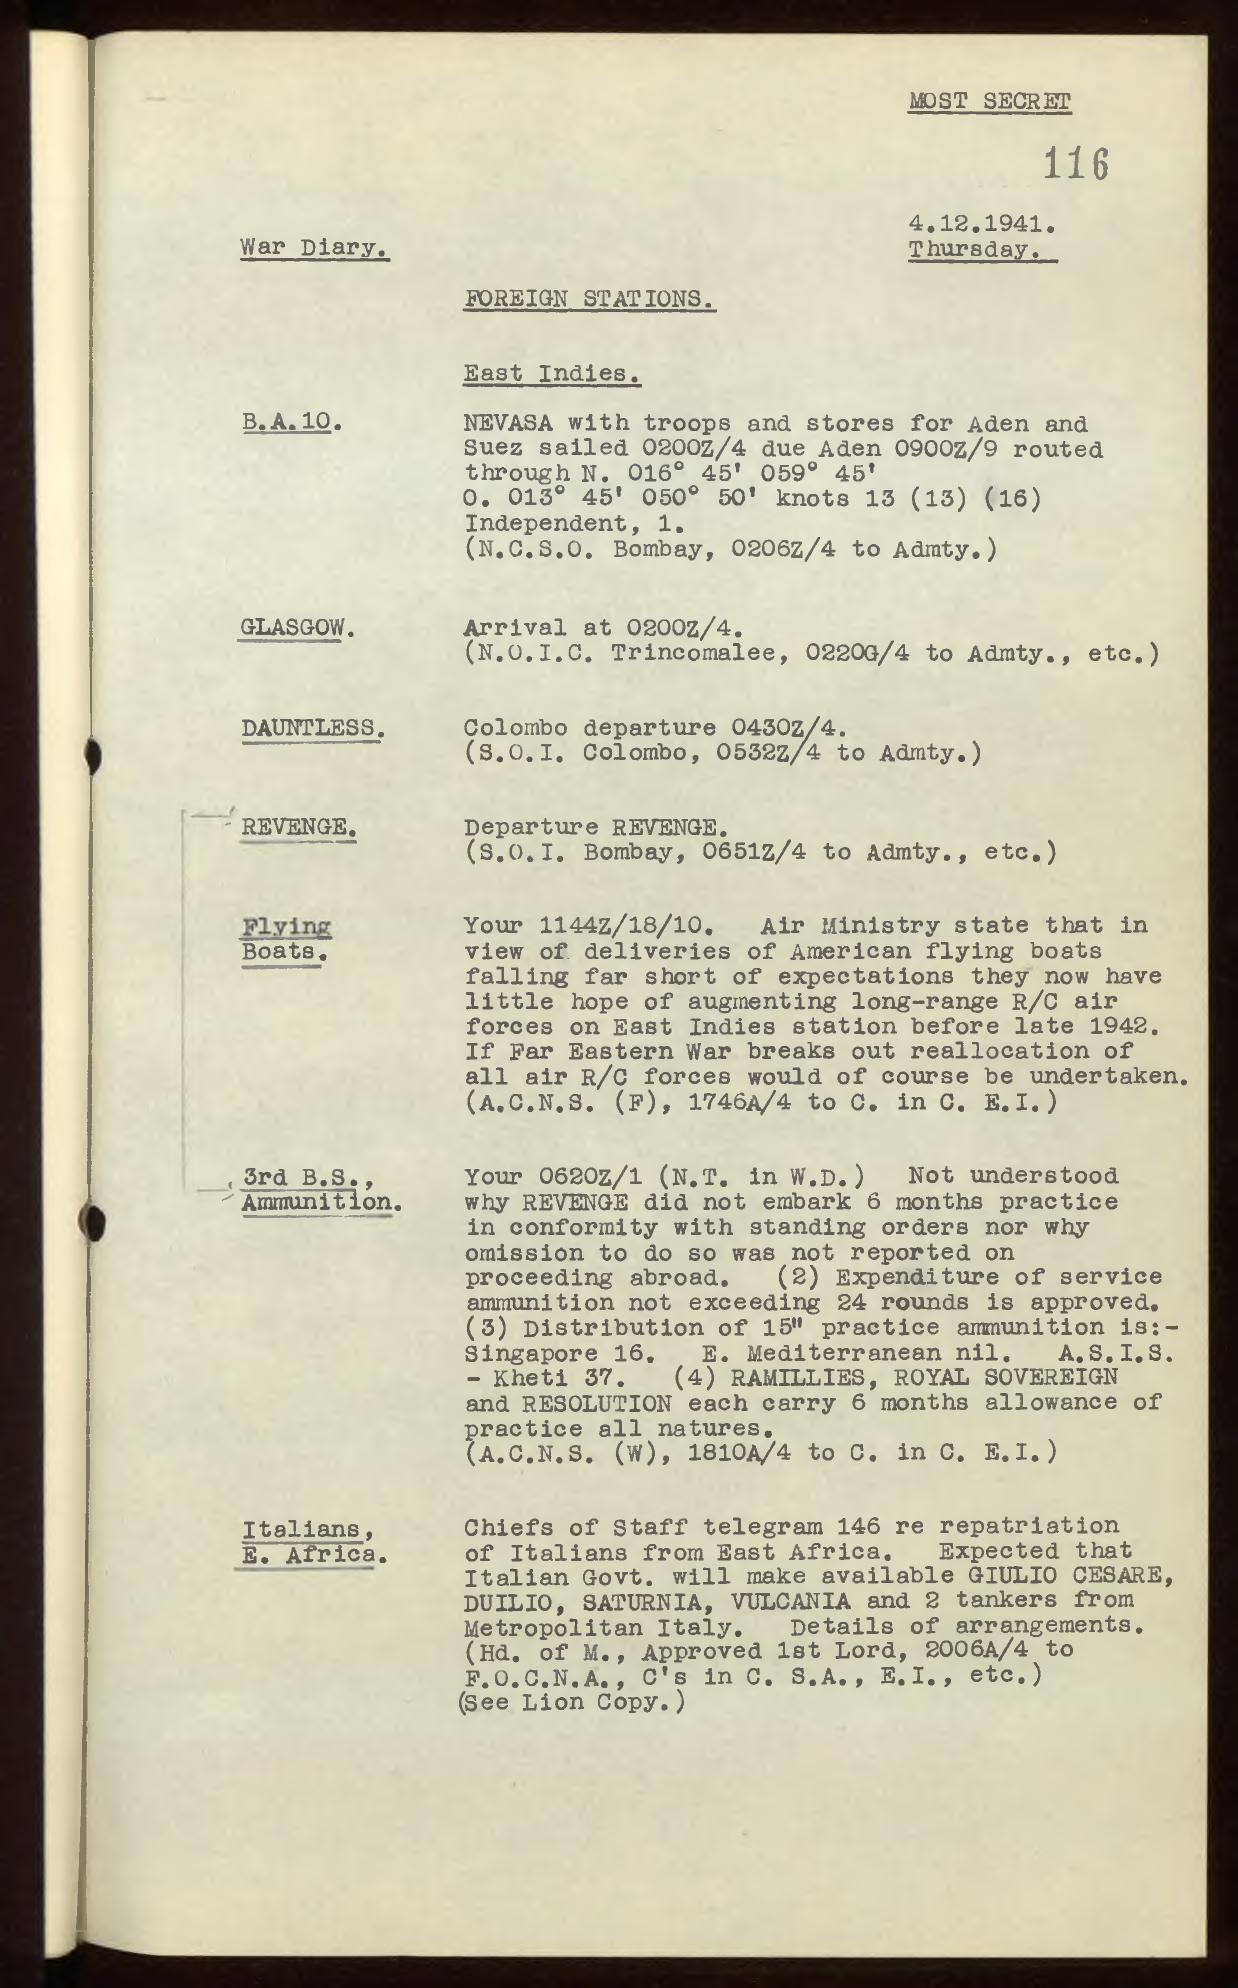 MOST SECRET
116
4.12.1941.
War Diary.
Thursday.
FOREIGN STATIONS.
East Indies.
B.A.10.
NEVASA with troops and stores for Aden and
Suez sailed 0200Z/4 due Aden 0900Z/9 routed
through N. 016° 45' 059° 45'
O. 013° 45' 050° 50' knots 13 (13) (16)
Independent, 1.
(N.C.S.O. Bombay, 0206Z/4 to Admty.)
GLASGOW.
Arrival at 0200Z/4.
(N.O.I.C. Trincomalee, 0220G/4 to Admty., etc.)
DAUNTLESS.
Colombo departure 0430Z/4.
(S.O.I. Colombo, 0532Z/4 to Admty.)
REVENGE.
Departure REVENGE.
(S.O.I. Bombay, 0651Z/4 to Admty., etc.)
Flying
Boats.
Your 1144Z/18/10. Air Ministry state that in
view of deliveries of American flying boats
falling far short of expectations they now have
little hope of augmenting long-range R/C air
forces on East Indies station before late 1942.
If Far Eastern War breaks out reallocation of
all air R/C forces would of course be undertaken.
(A.C.N.S. (F), 1746A/4 to C. in C. E.I.)
3rd B.S.,
Ammunition.
Your 0620Z/1 (N.T. in W.D.) Not understood
why REVENGE did not embark 6 months practice
in conformity with standing orders nor why
omission to do so was not reported on
proceeding abroad. (2) Expenditure of service
ammunition not exceeding 24 rounds is approved.
(3) Distribution of 15" practice ammunition is:-
Singapore 16. E. Mediterranean nil. A.S.I.S.
- Kheti 37. (4) RAMILLIES, ROYAL SOVEREIGN
and RESOLUTION each carry 6 months allowance of
practice all natures.
(A.C.N.S. (W), 1810A/4 to C. in C. E.I.)
Italians,
E. Africa.
Chiefs of Staff telegram 146 re repatriation
of Italians from East Africa. Expected that
Italian Govt. will make available GIULIO CESARE,
DUILIO, SATURNIA, VULCANIA and 2 tankers from
Metropolitan Italy. Details of arrangements.
(Hd. of M., Approved 1st Lord, 2006A/4 to
F.O.C.N.A., C's in C. S.A., E.I., etc.)
(See Lion Copy.)